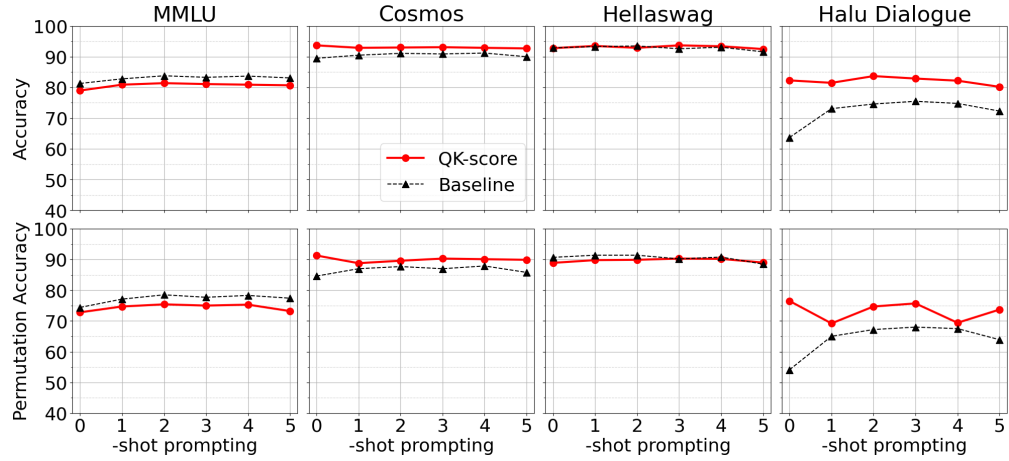 MMLU Cosmos Hellaswag Halu Dialogue
Accuracy
100
90
80
70
60
50
40
QK-score
Baseline
Permutation Accuracy
100
90
80
70
60
50
40
0 1 2 3 4 5 0 1 2 3 4 5 0 1 2 3 4 5 0 1 2 3 4 5
-shot prompting -shot prompting -shot prompting -shot prompting